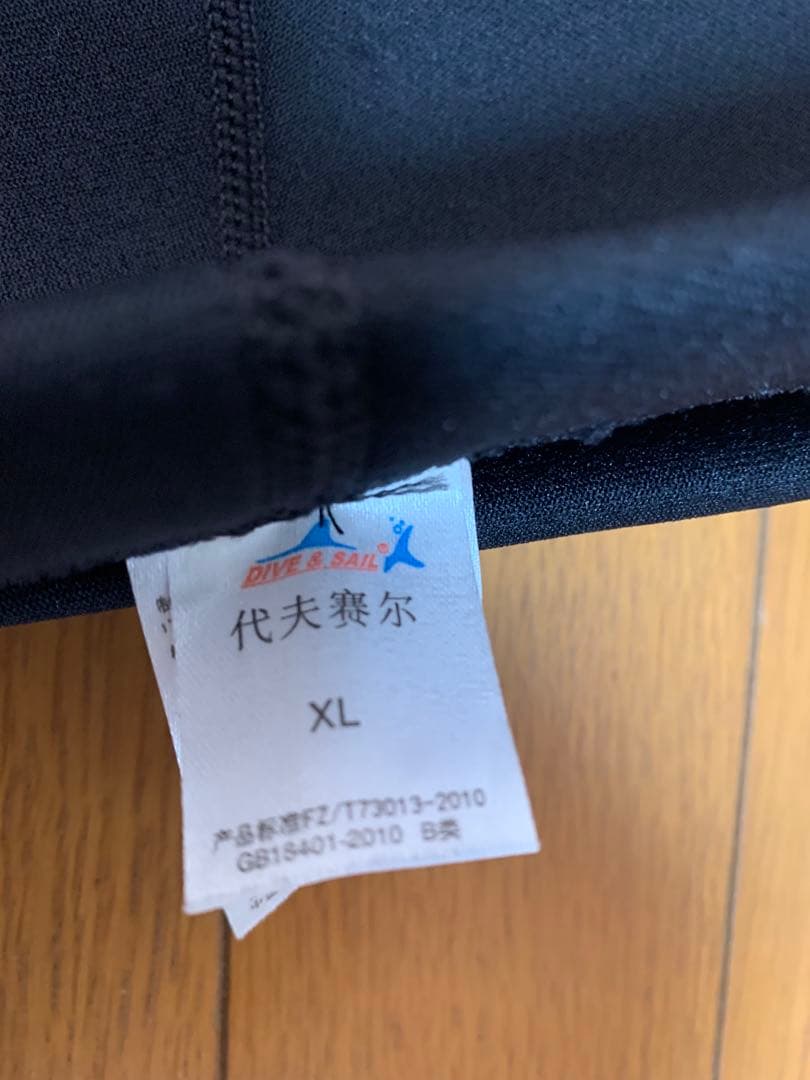 DIVE & SAIL®
代夫赛尔
XL
产品标准FZ/T73013-2010
GB18401-2010 B类